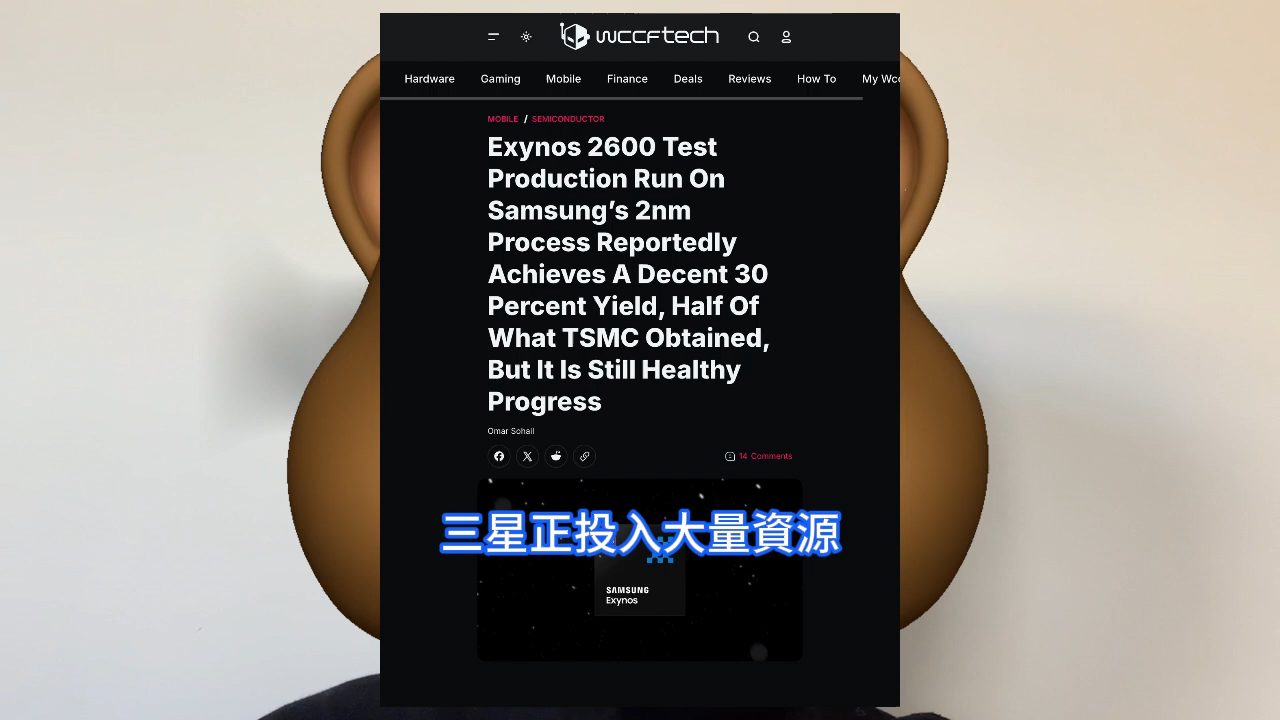 wccftech
Hardware Gaming Mobile Finance Deals Reviews How To My Wcc
MOBILE / SEMICONDUCTOR
Exynos 2600 Test
Production Run On
Samsung’s 2nm
Process Reportedly
Achieves A Decent 30
Percent Yield, Half Of
What TSMC Obtained,
But It Is Still Healthy
Progress
Omar Sohail
14 Comments
三星正投入大量資源
SAMSUNG
Exynos